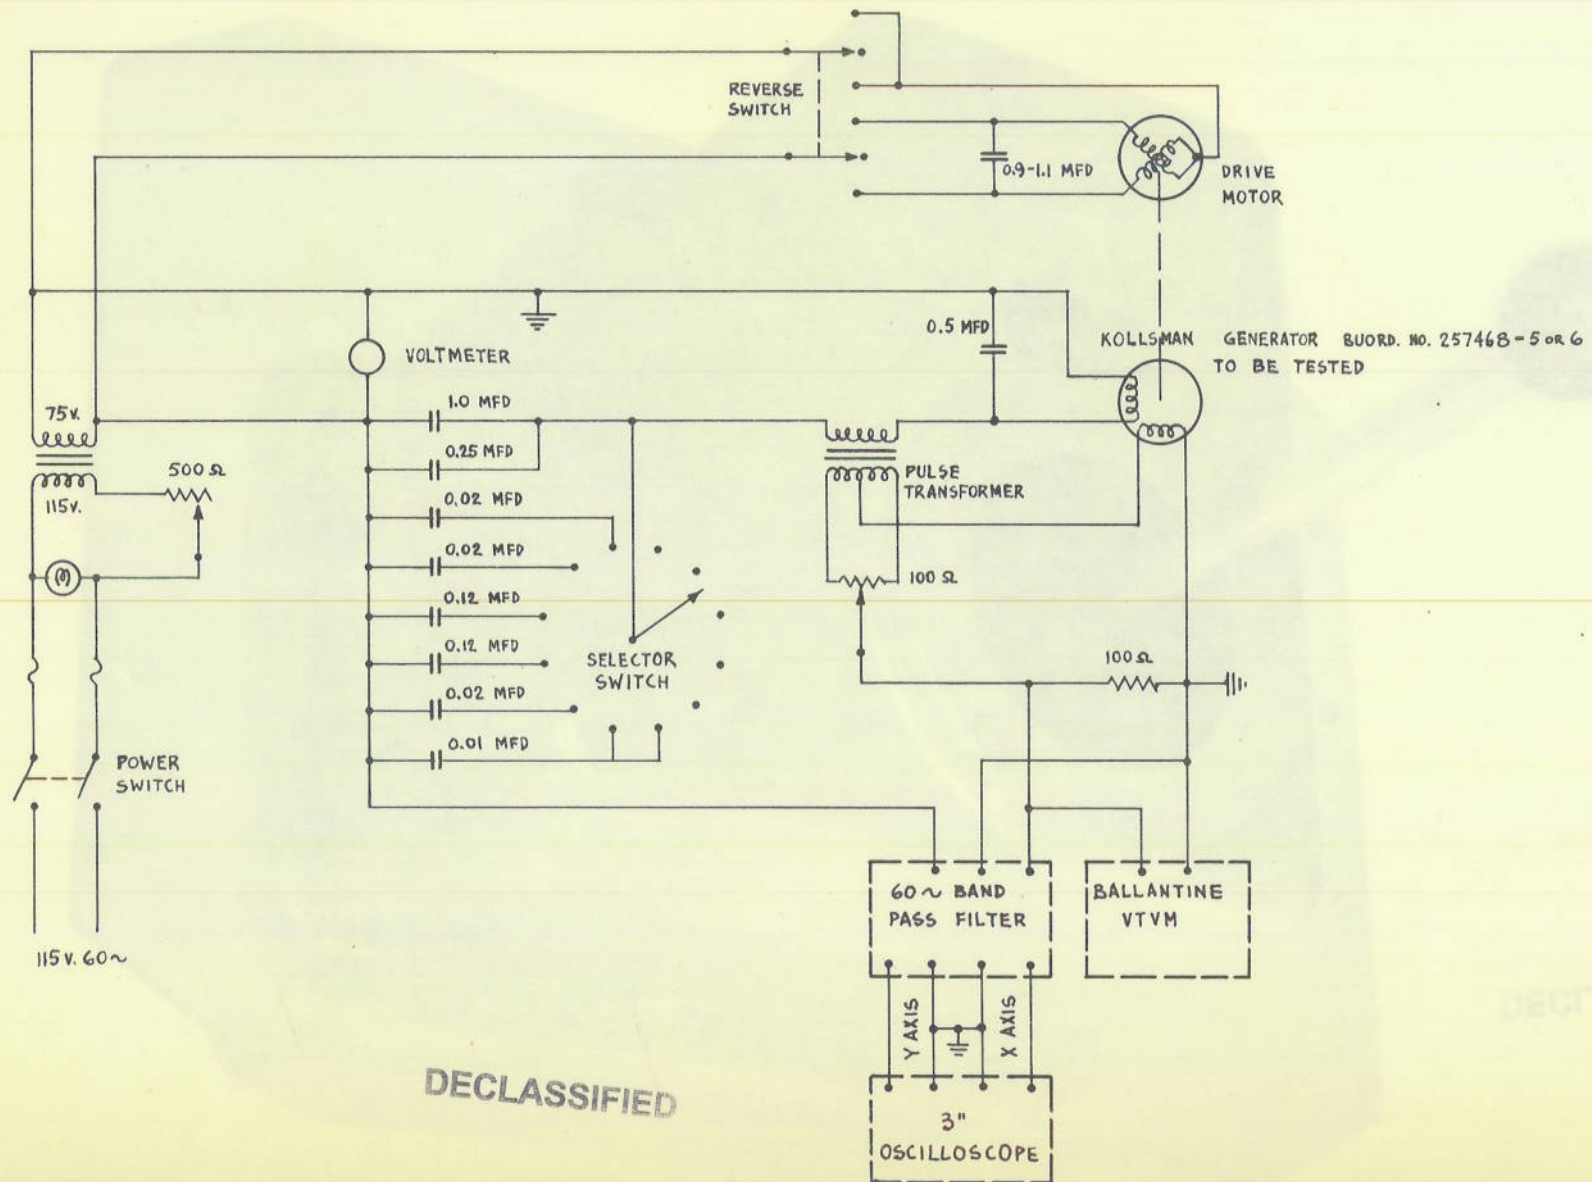 REVERSE
SWITCH
0.9-1.1 MFD
DRIVE
MOTOR
0.5 MFD
KOLLSMAN GENERATOR BUORD. NO. 257468-5 OR 6
TO BE TESTED
VOLTMETER
75V.
115V.
500 Ω
1.0 MFD
0.25 MFD
0.02 MFD
0.02 MFD
0.12 MFD
0.12 MFD
0.02 MFD
0.01 MFD
SELECTOR
SWITCH
PULSE
TRANSFORMER
100 Ω
100 Ω
POWER
SWITCH
115 V. 60~
60~ BAND
PASS FILTER
BALLANTINE
VTVM
Y AXIS
X AXIS
3"
OSCILLOSCOPE
DECLASSIFIED